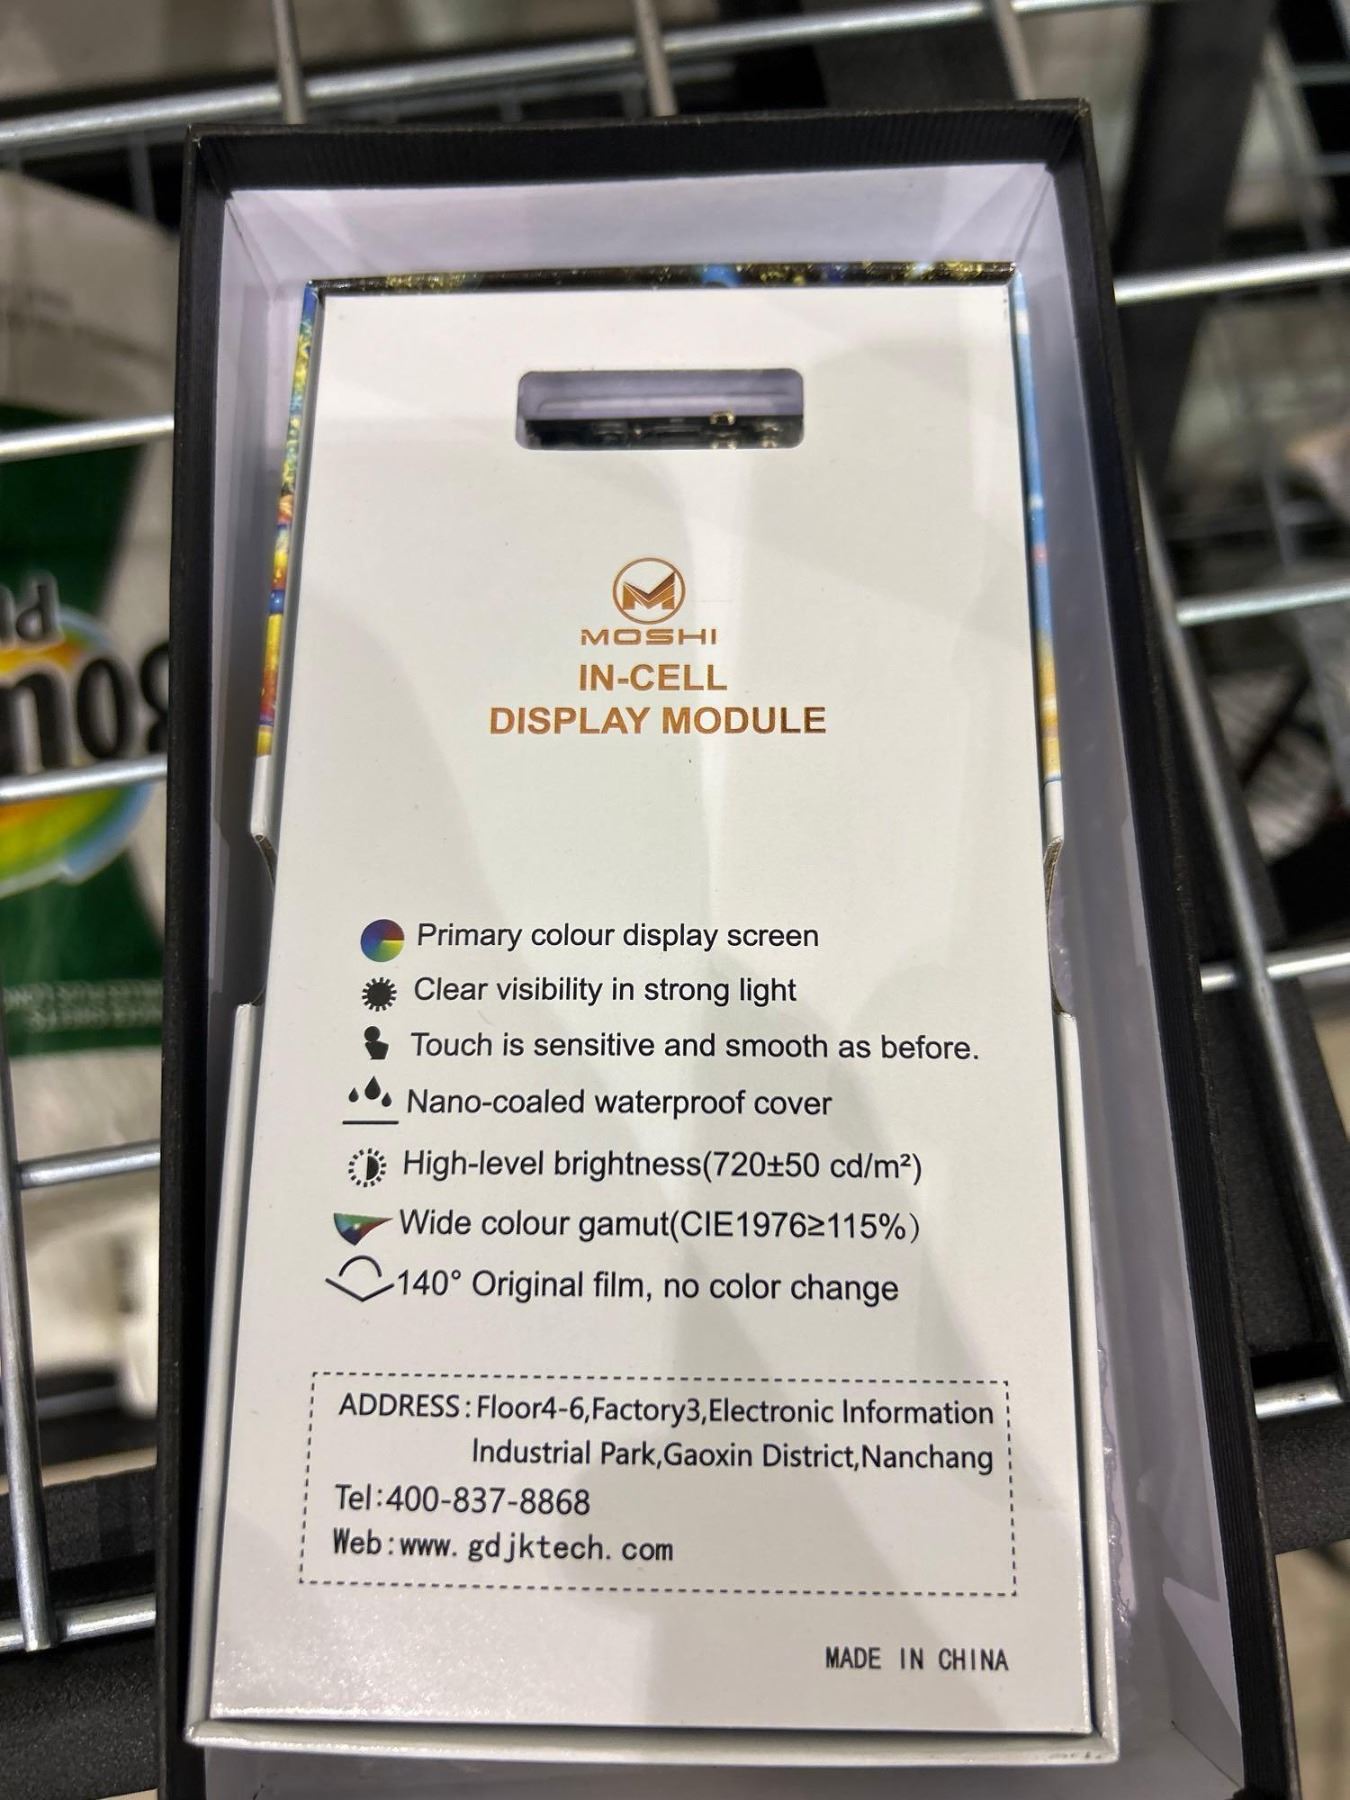 MOSHI
IN-CELL
DISPLAY MODULE
Primary colour display screen
Clear visibility in strong light
Touch is sensitive and smooth as before.
Nano-coaled waterproof cover
High-level brightness(720±50 cd/m²)
Wide colour gamut(CIE1976≥115%)
140° Original film, no color change
ADDRESS:Floor4-6,Factory3,Electronic Information
Industrial Park,Gaoxin District,Nanchang
Tel:400-837-8868
Web:www.gdjktech.com
MADE IN CHINA